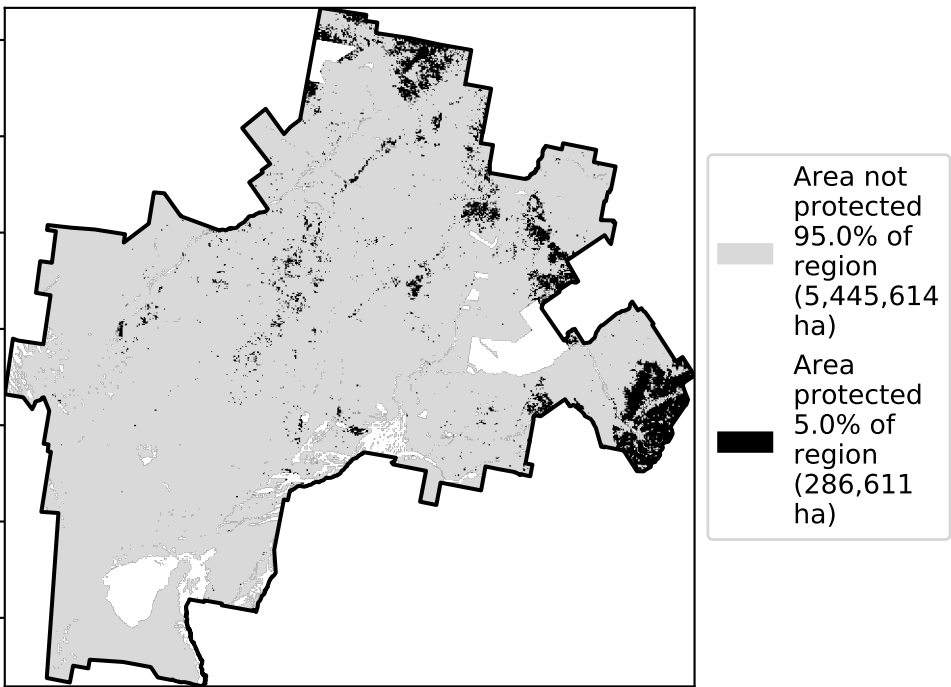 Area not
protected
95.0% of
region
(5,445,614
ha)
Area
protected
5.0% of
region
(286,611
ha)